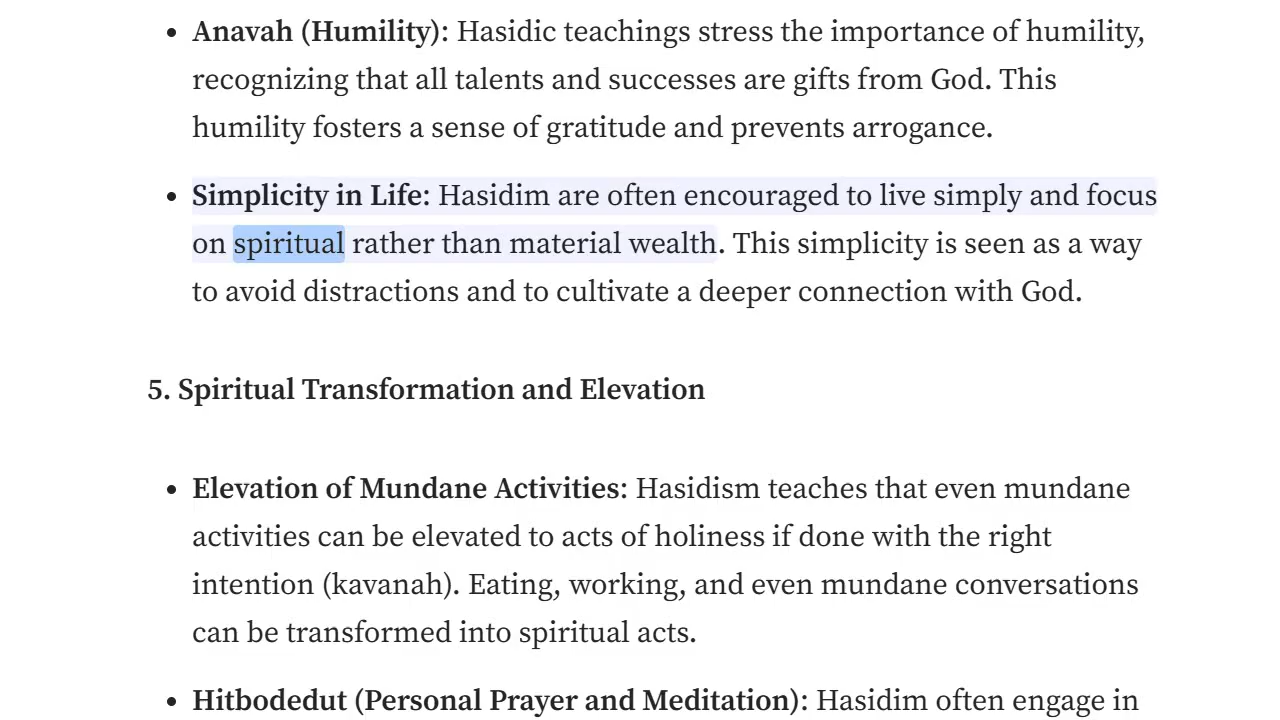 • Anavah (Humility): Hasidic teachings stress the importance of humility,
recognizing that all talents and successes are gifts from God. This
humility fosters a sense of gratitude and prevents arrogance.
• Simplicity in Life: Hasidim are often encouraged to live simply and focus
on spiritual rather than material wealth. This simplicity is seen as a way
to avoid distractions and to cultivate a deeper connection with God.
5. Spiritual Transformation and Elevation
• Elevation of Mundane Activities: Hasidism teaches that even mundane
activities can be elevated to acts of holiness if done with the right
intention (kavanah). Eating, working, and even mundane conversations
can be transformed into spiritual acts.
• Hitbodedut (Personal Prayer and Meditation): Hasidim often engage in